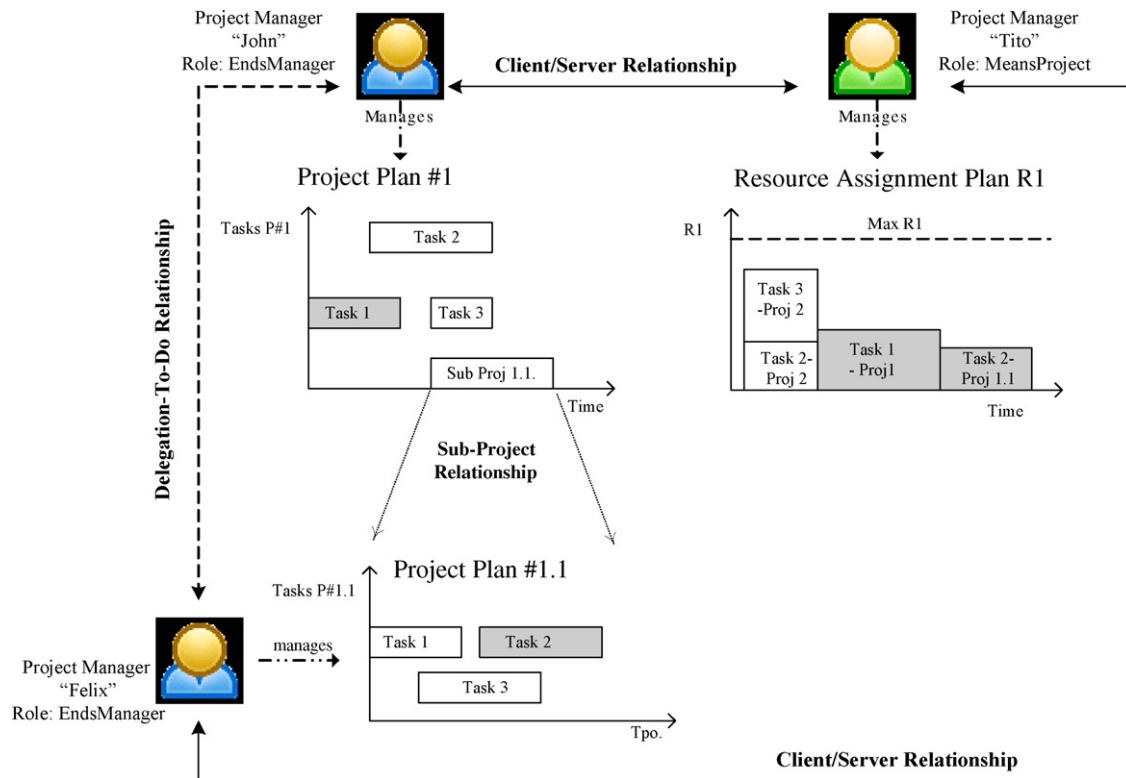 Project Manager
“John”
Role: EndsManager
Client/Server Relationship
Project Manager
“Tito”
Role: MeansProject
Manages
Manages
Project Plan #1
Resource Assignment Plan R1
Tasks P#1
Task 2
Task 1
Task 3
Sub Proj 1.1.
Time
R1
Max R1
Task 3
-Proj 2
Task 2-
Proj 2
Task 1
- Proj1
Task 2-
Proj 1.1
Time
Delegation-To-Do Relationship
Sub-Project
Relationship
Project Plan #1.1
Tasks P#1.1
Task 1
Task 2
Task 3
Tpo.
manages
Project Manager
“Felix”
Role: EndsManager
Client/Server Relationship